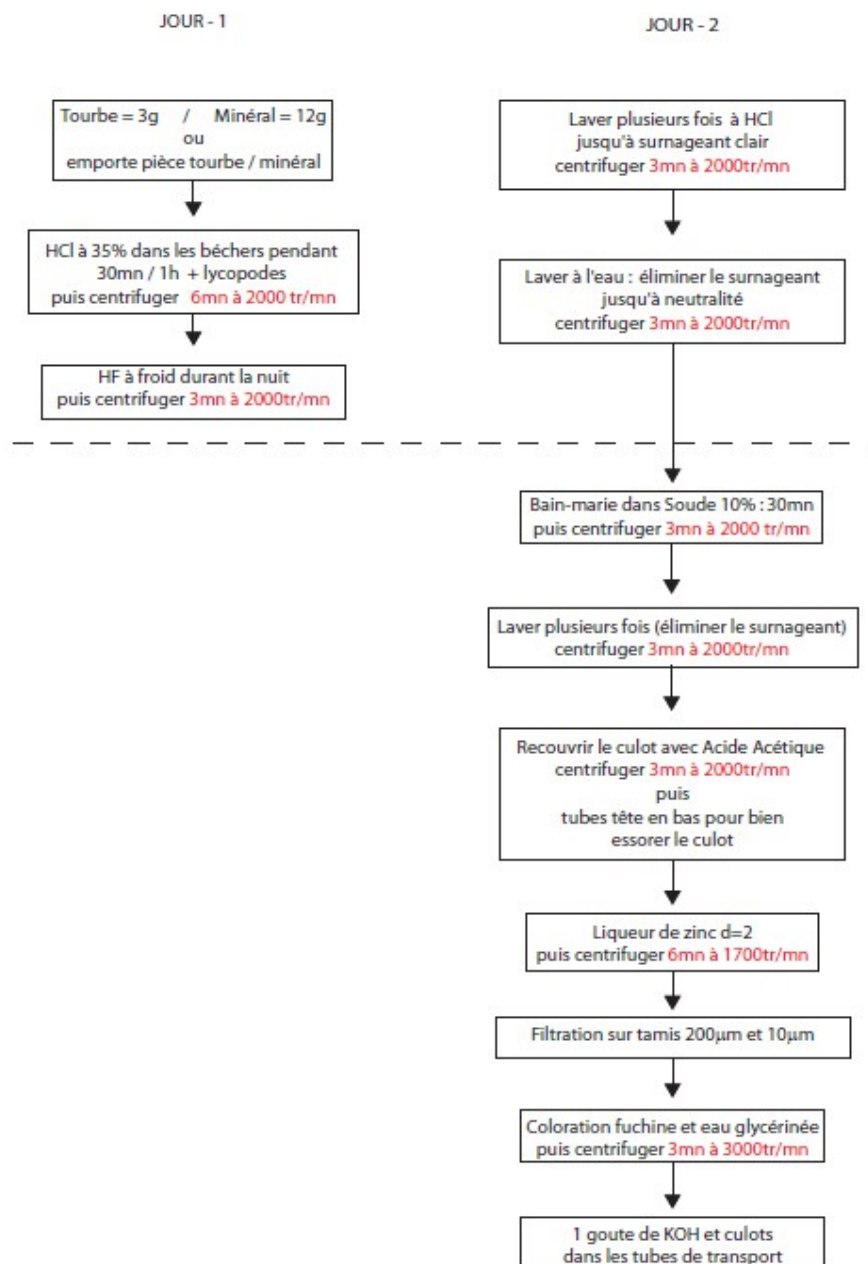 JOUR - 1
Tourbe = 3g / Minéral = 12g
ou
emporte pièce tourbe / minéral
HCl à 35% dans les béchers pendant
30mn / 1h + lycopodes
puis centrifuger 6mn à 2000 tr/mn
HF à froid durant la nuit
puis centrifuger 3mn à 2000tr/mn
JOUR - 2
Laver plusieurs fois à HCl
jusqu'à surnageant clair
centrifuger 3mn à 2000tr/mn
Laver à l'eau : éliminer le surnageant
jusqu'à neutralité
centrifuger 3mn à 2000tr/mn
Bain-marie dans Soude 10% : 30mn
puis centrifuger 3mn à 2000 tr/mn
Laver plusieurs fois (éliminer le surnageant)
centrifuger 3mn à 2000tr/mn
Recouvrir le culot avec Acide Acétique
centrifuger 3mn à 2000tr/mn
puis
tubes tête en bas pour bien
essorer le culot
Liqueur de zinc d=2
puis centrifuger 6mn à 1700tr/mn
Filtration sur tamis 200µm et 10µm
Coloration fuchine et eau glycérinée
puis centrifuger 3mn à 3000tr/mn
1 goute de KOH et culots
dans les tubes de transport